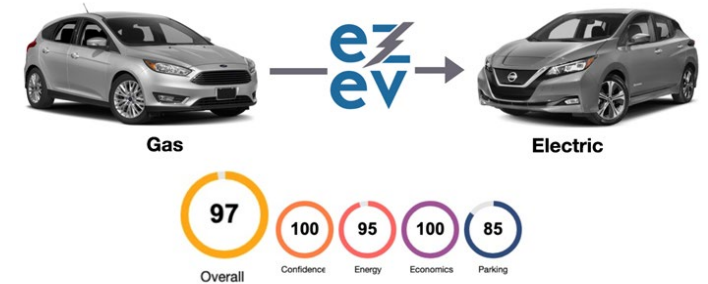 ez
ev
Gas
Electric
97
100
95
100
85
Overall
Confidence
Energy
Economics
Parking